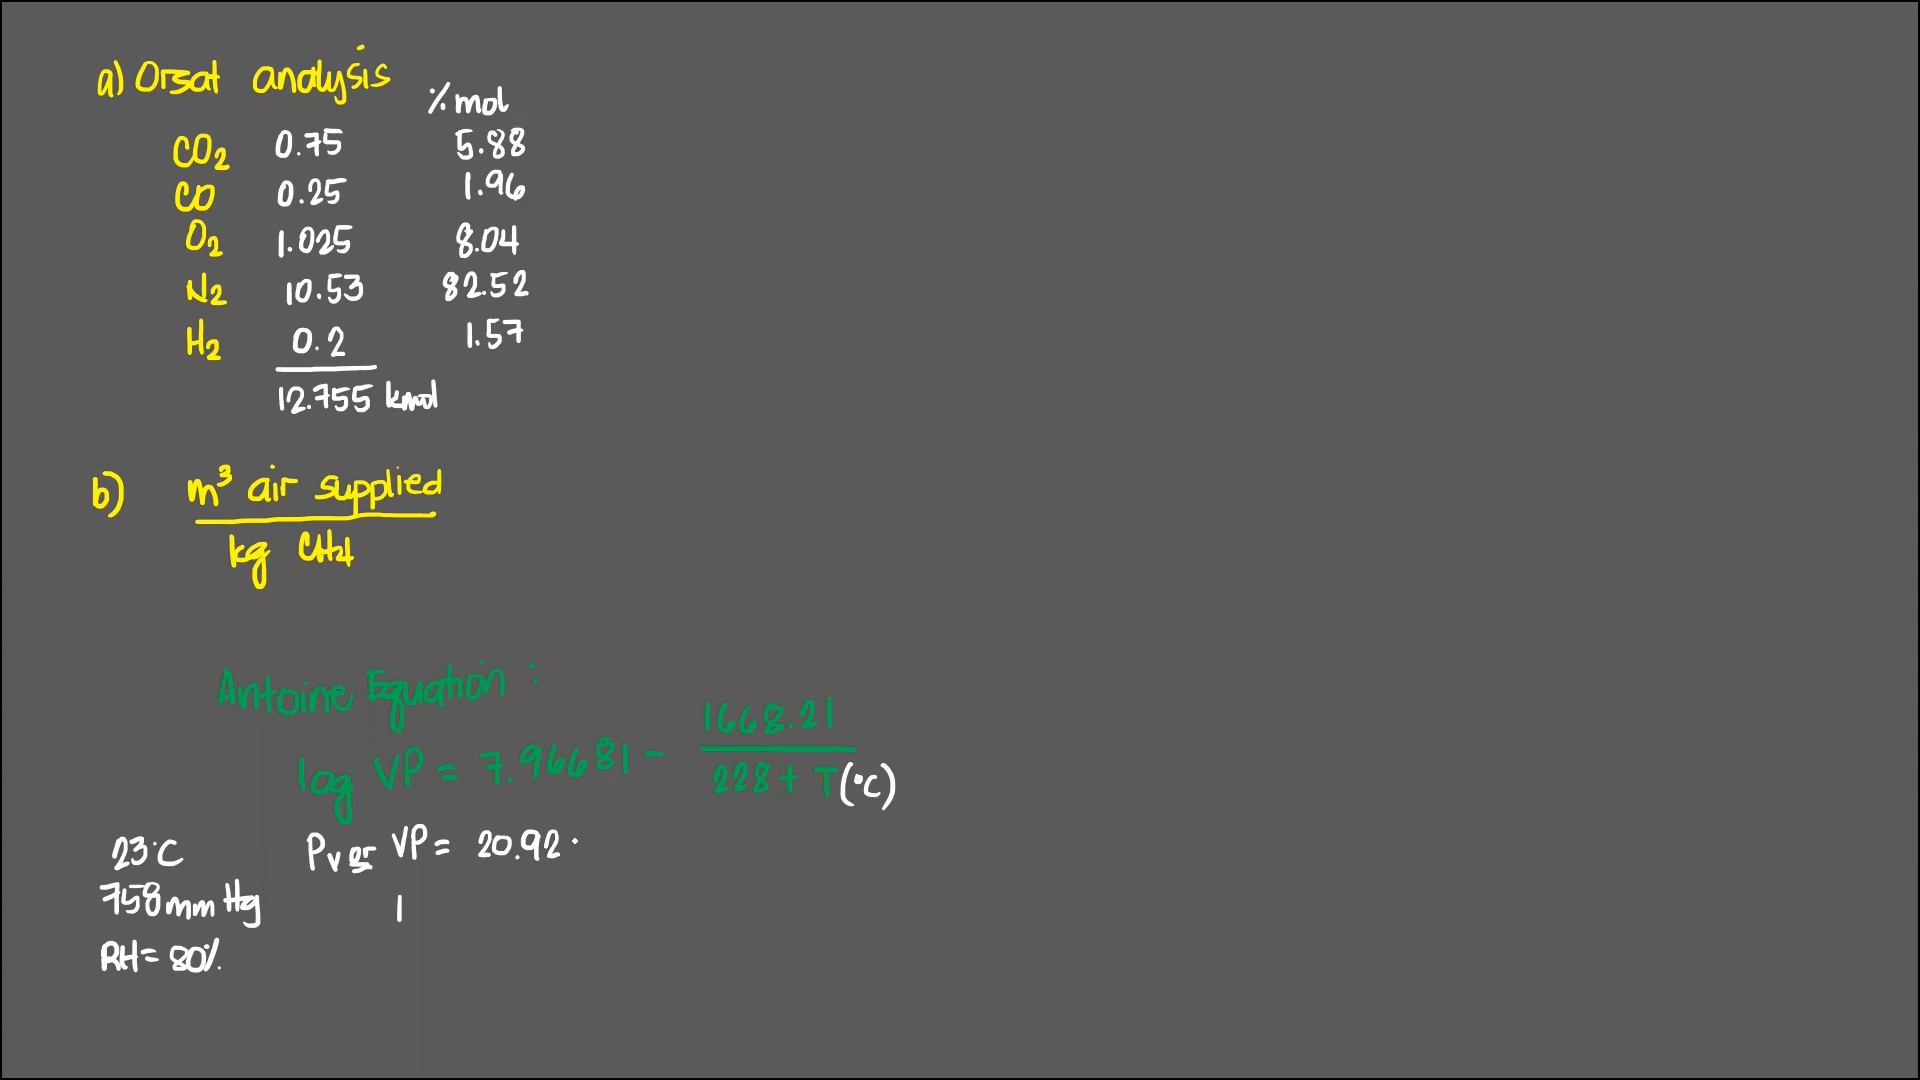 a) Orsat analysis
% mol
CO2 0.75 5.88
CO 0.25 1.96
O2 1.025 8.04
N2 10.53 82.52
H2 0.2 1.57
12.755 kmol
b) m³ air supplied
kg CH4
Antoine Equation :
1668.21
log VP = 7.96681 -
228 + T(°C)
23°C Pv or VP = 20.92 .
758 mm Hg 1
RH = 80%